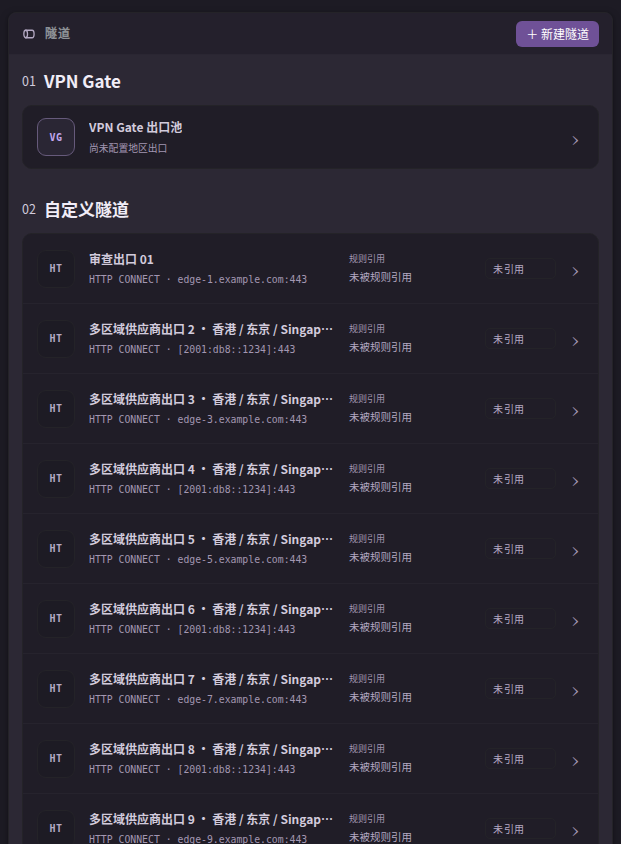 隧道
＋ 新建隧道
01 VPN Gate
VG
VPN Gate 出口池
尚未配置地区出口
02 自定义隧道
HT
审查出口 01
HTTP CONNECT · edge-1.example.com:443
规则引用
未被规则引用
未引用
HT
多区域供应商出口 2 · 香港 / 东京 / Singap…
HTTP CONNECT · [2001:db8::1234]:443
规则引用
未被规则引用
未引用
HT
多区域供应商出口 3 · 香港 / 东京 / Singap…
HTTP CONNECT · edge-3.example.com:443
规则引用
未被规则引用
未引用
HT
多区域供应商出口 4 · 香港 / 东京 / Singap…
HTTP CONNECT · [2001:db8::1234]:443
规则引用
未被规则引用
未引用
HT
多区域供应商出口 5 · 香港 / 东京 / Singap…
HTTP CONNECT · edge-5.example.com:443
规则引用
未被规则引用
未引用
HT
多区域供应商出口 6 · 香港 / 东京 / Singap…
HTTP CONNECT · [2001:db8::1234]:443
规则引用
未被规则引用
未引用
HT
多区域供应商出口 7 · 香港 / 东京 / Singap…
HTTP CONNECT · edge-7.example.com:443
规则引用
未被规则引用
未引用
HT
多区域供应商出口 8 · 香港 / 东京 / Singap…
HTTP CONNECT · [2001:db8::1234]:443
规则引用
未被规则引用
未引用
HT
多区域供应商出口 9 · 香港 / 东京 / Singap…
HTTP CONNECT · edge-9.example.com:443
规则引用
未被规则引用
未引用